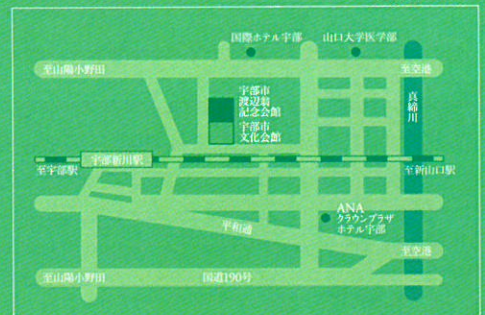 国際ホテル宇部
山口大学医学部
至山陽小野田
至空港
宇部市
渡辺翁
記念会館
宇部市
文化会館
真締川
宇部新川駅
至宇部駅
至新山口駅
ANA
クラウンプラザ
ホテル宇部
平和通
至空港
至山陽小野田
国道190号